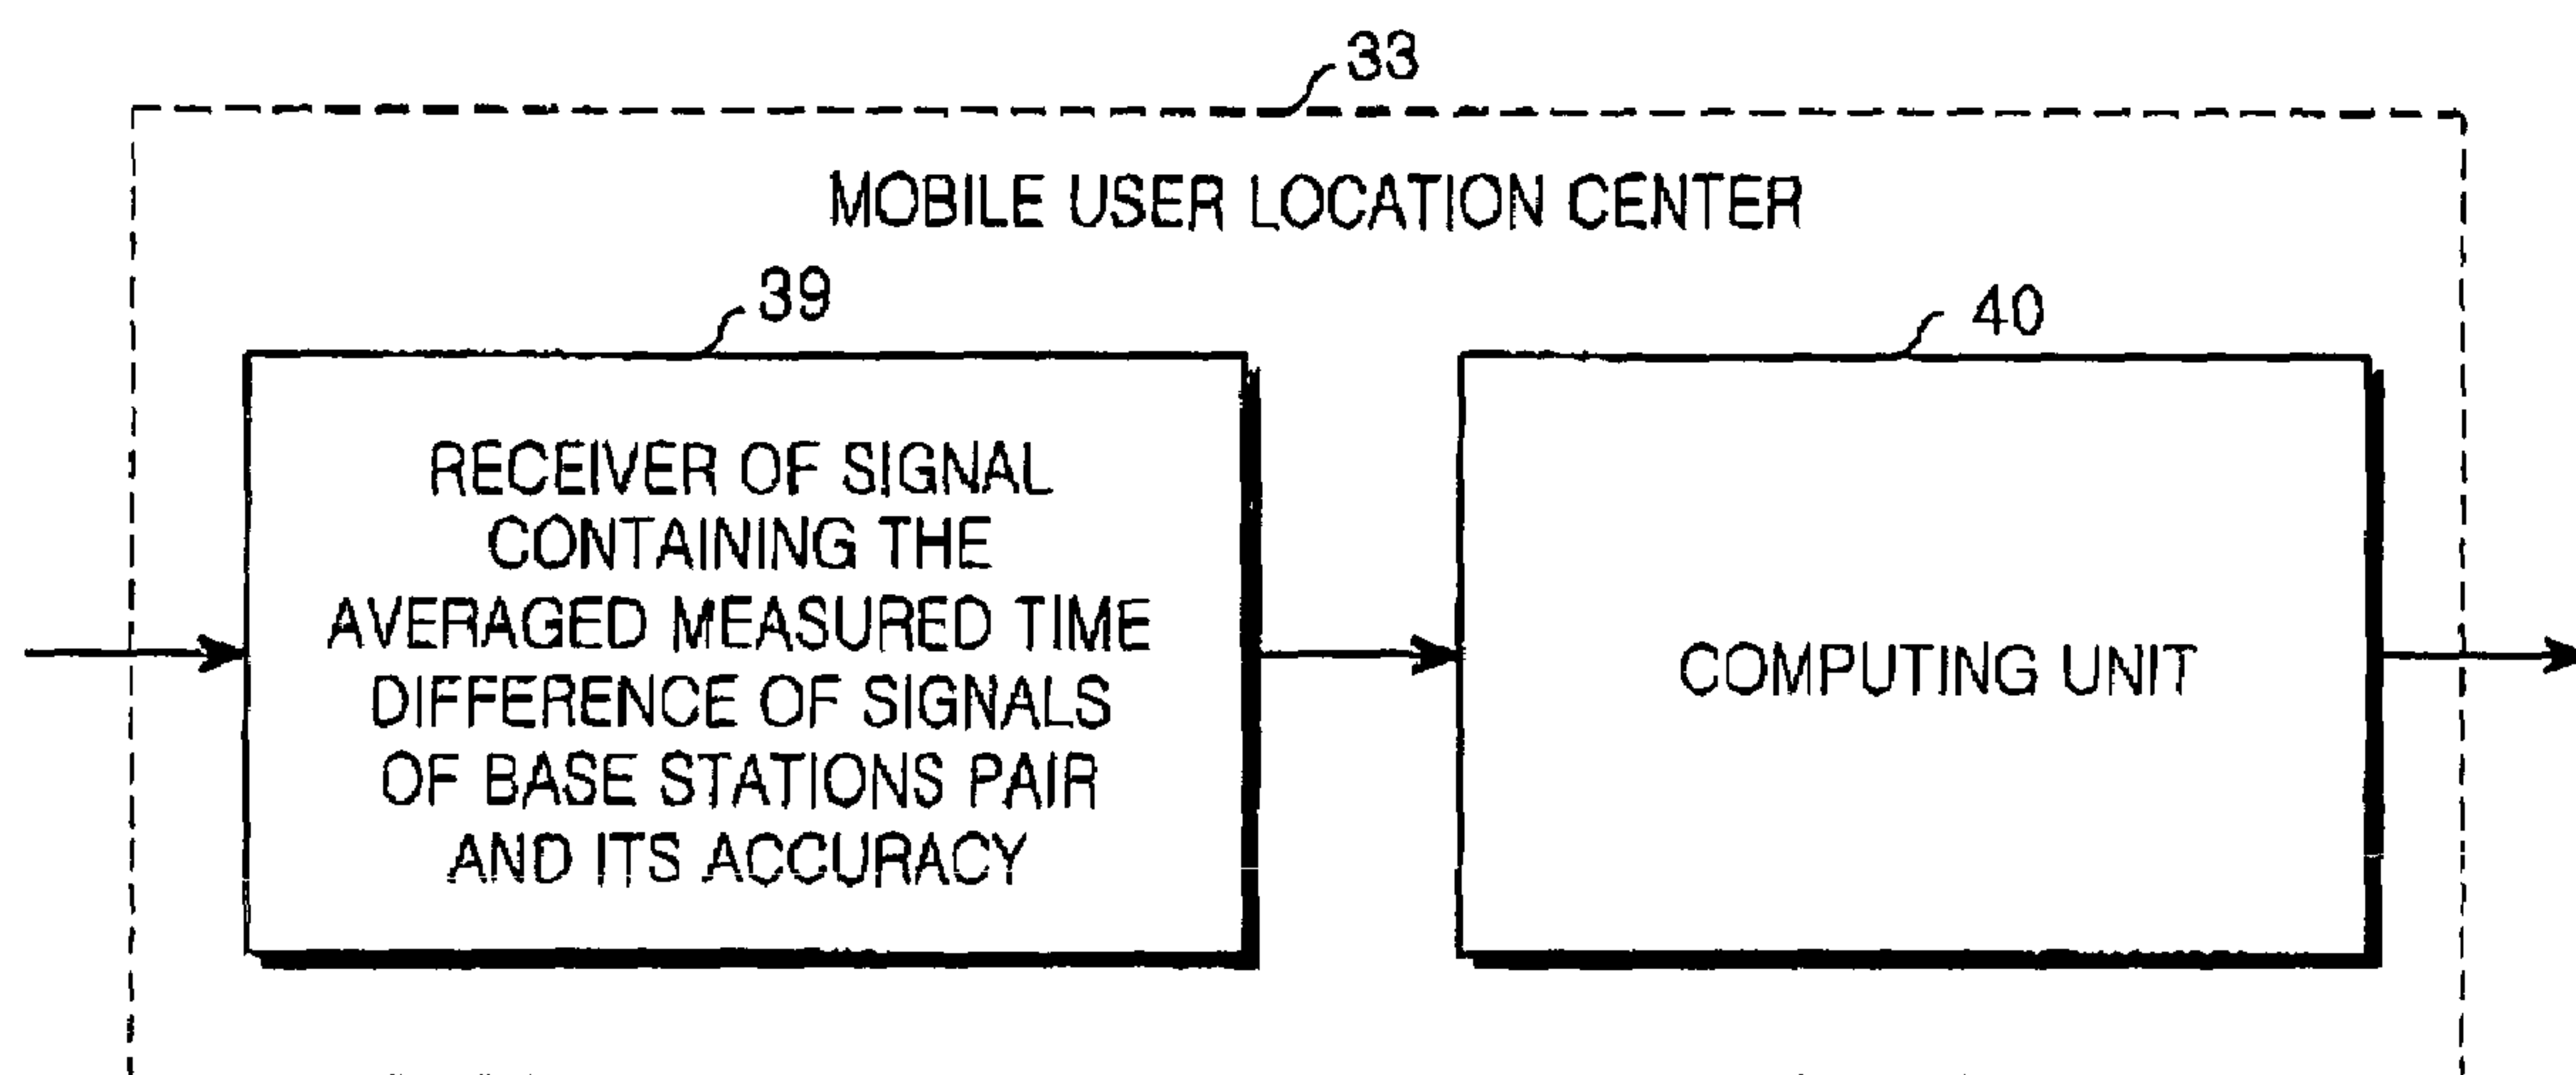 33
MOBILE USER LOCATION CENTER
39
40
RECEIVER OF SIGNAL
CONTAINING THE
AVERAGED MEASURED TIME
DIFFERENCE OF SIGNALS
OF BASE STATIONS PAIR
AND ITS ACCURACY
COMPUTING UNIT